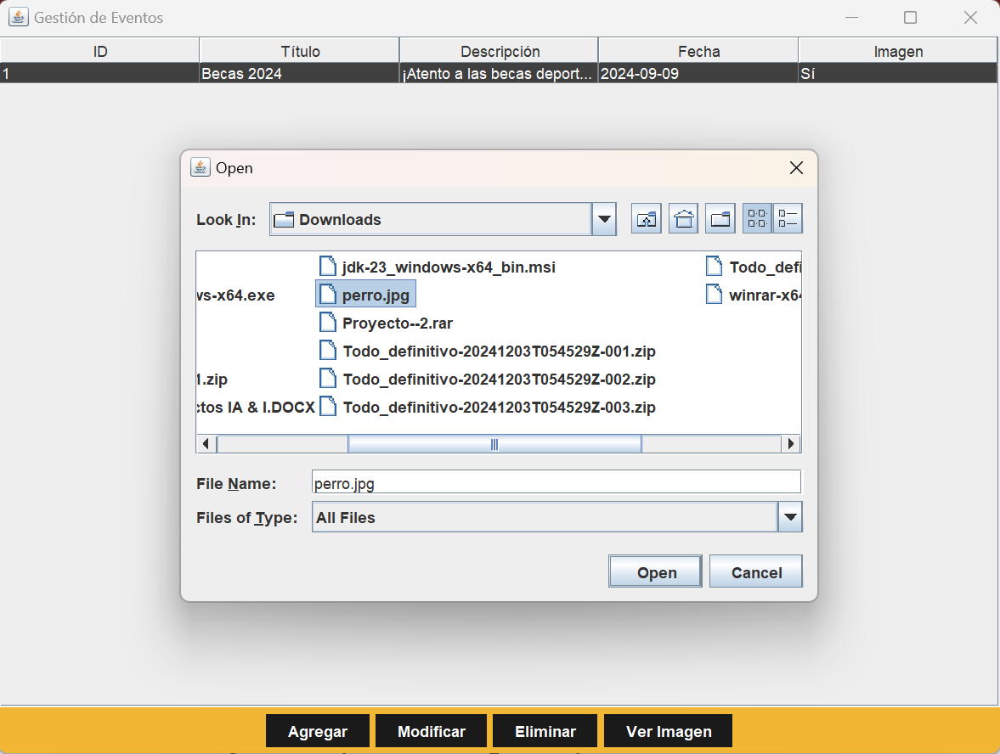 Gestión de Eventos
ID Título Descripción Fecha Imagen
1 Becas 2024 ¡Atento a las becas deport... 2024-09-09 Sí
Open
Look In: Downloads
jdk-23_windows-x64_bin.msi Todo_defi
ws-x64.exe perro.jpg winrar-x64
Proyecto--2.rar
Todo_definitivo-20241203T054529Z-001.zip
1.zip Todo_definitivo-20241203T054529Z-002.zip
ctos IA & I.DOCX Todo_definitivo-20241203T054529Z-003.zip
File Name: perro.jpg
Files of Type: All Files
Open Cancel
Agregar Modificar Eliminar Ver Imagen